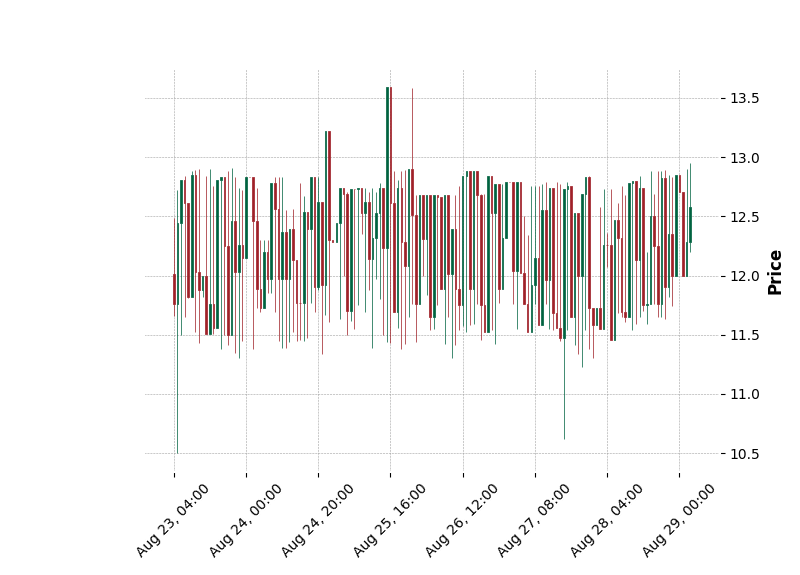 13.5
13.0
12.5
12.0
11.5
11.0
10.5
Price
Aug 23, 04:00
Aug 24, 00:00
Aug 24, 20:00
Aug 25, 16:00
Aug 26, 12:00
Aug 27, 08:00
Aug 28, 04:00
Aug 29, 00:00